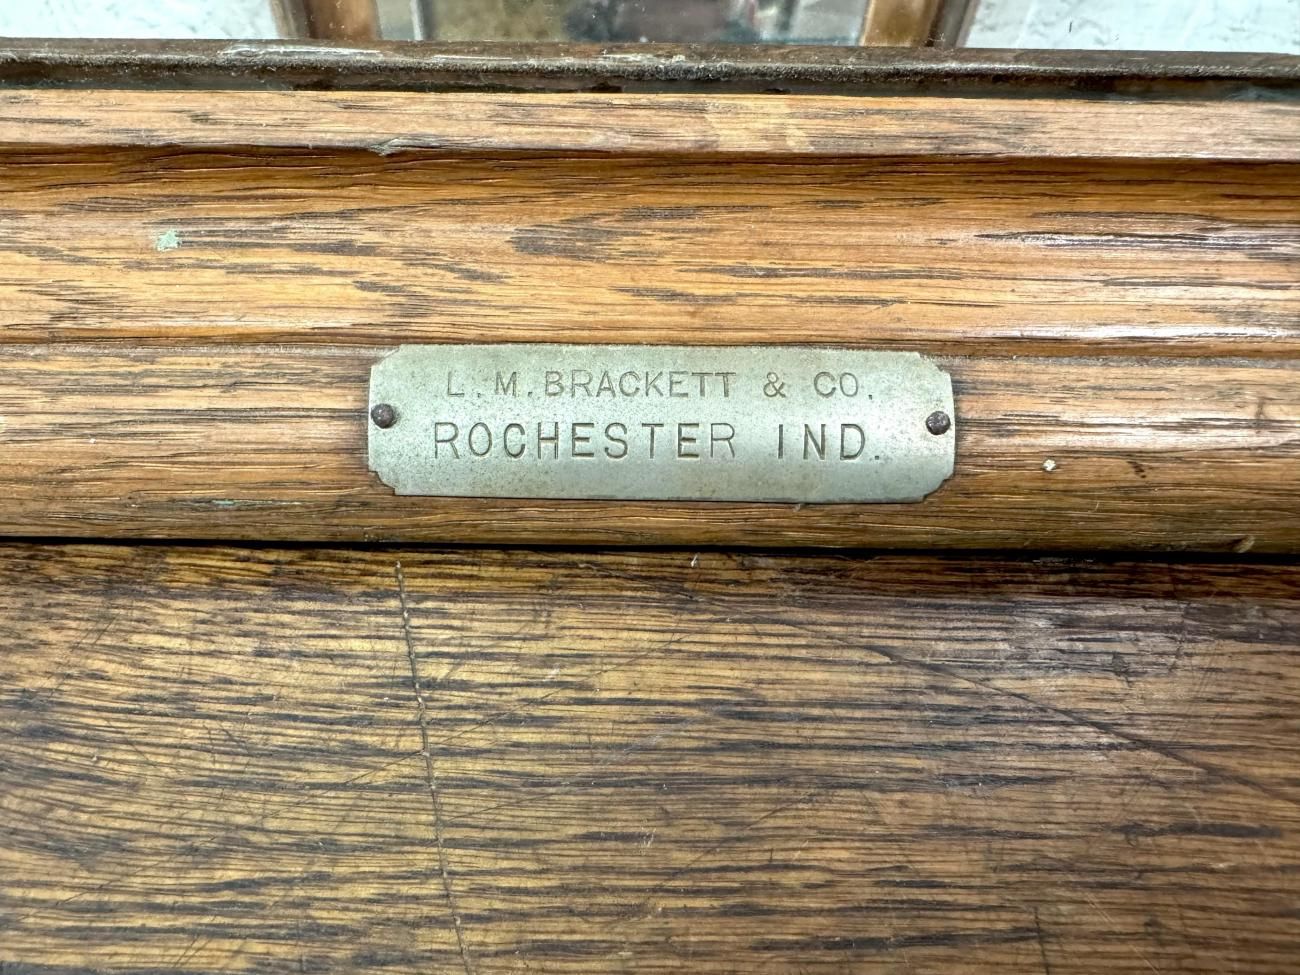 L. M. BRACKETT & CO.
ROCHESTER IND.